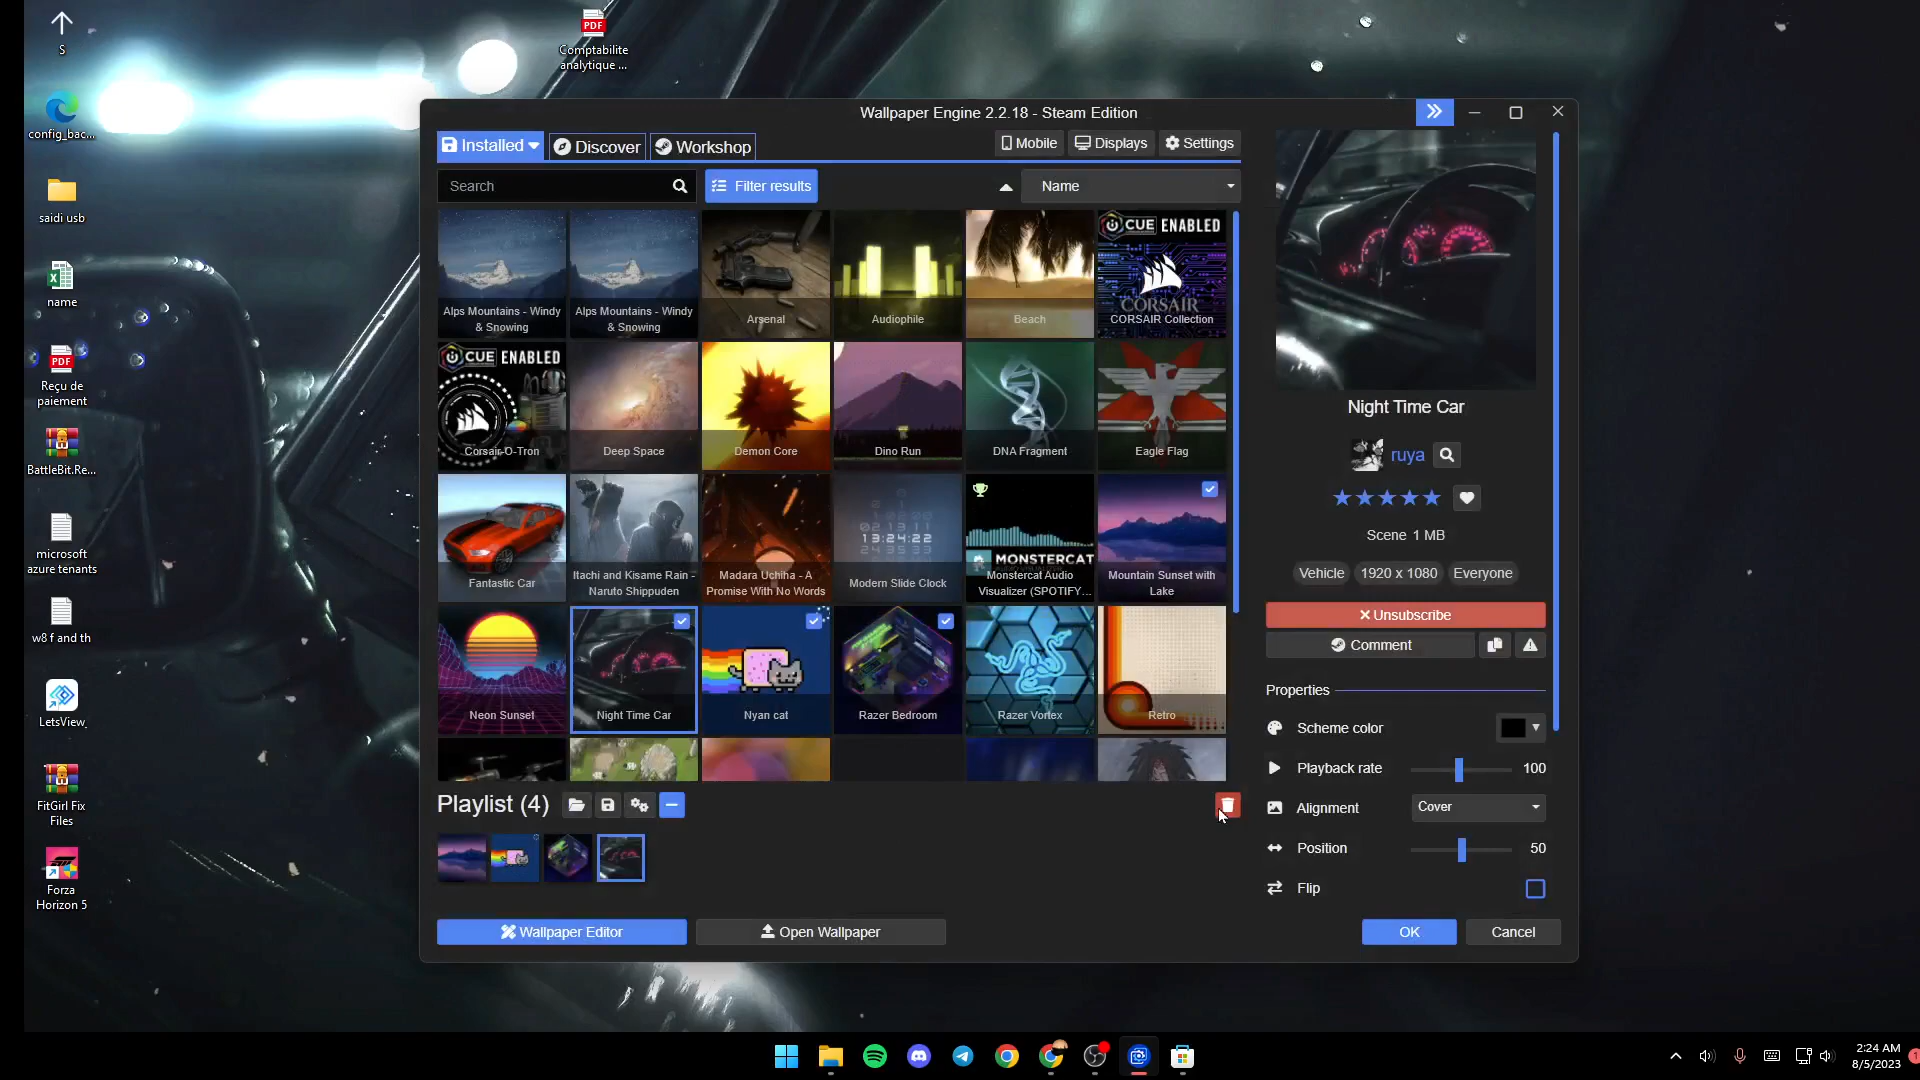 S
Comptabilite
analytique ...
config_bac...
saidi usb
name
PDF
Reçu de
paiement
BattleBit.Re...
microsoft
azure tenants
w8 f and th
LetsView
FitGirl Fix
Files
Forza
Horizon 5
PDF
Wallpaper Engine 2.2.18 - Steam Edition
Installed
Discover
Workshop
Mobile
Displays
Settings
Search
Filter results
Name
Alps Mountains - Windy
& Snowing
Alps Mountains - Windy
& Snowing
Arsenal
Audiophile
Beach
CUE ENABLED
CORSAIR
CORSAIR Collection
CUE ENABLED
Corsair-O-Tron
Deep Space
Demon Core
Dino Run
DNA Fragment
Eagle Flag
Fantastic Car
Itachi and Kisame Rain -
Naruto Shippuden
Madara Uchiha - A
Promise With No Words
13:24:22
Modern Slide Clock
MONSTERCAT
Monstercat Audio
Visualizer (SPOTIFY...
Mountain Sunset with
Lake
Neon Sunset
Night Time Car
Nyan cat
Razer Bedroom
Razer Vortex
Retro
Playlist (4)
Wallpaper Editor
Open Wallpaper
Night Time Car
ruya
Scene 1 MB
Vehicle
1920 x 1080
Everyone
Unsubscribe
Comment
Properties
Scheme color
Playback rate
100
Alignment
Cover
Position
50
Flip
OK
Cancel
2:24 AM
8/5/2023
1